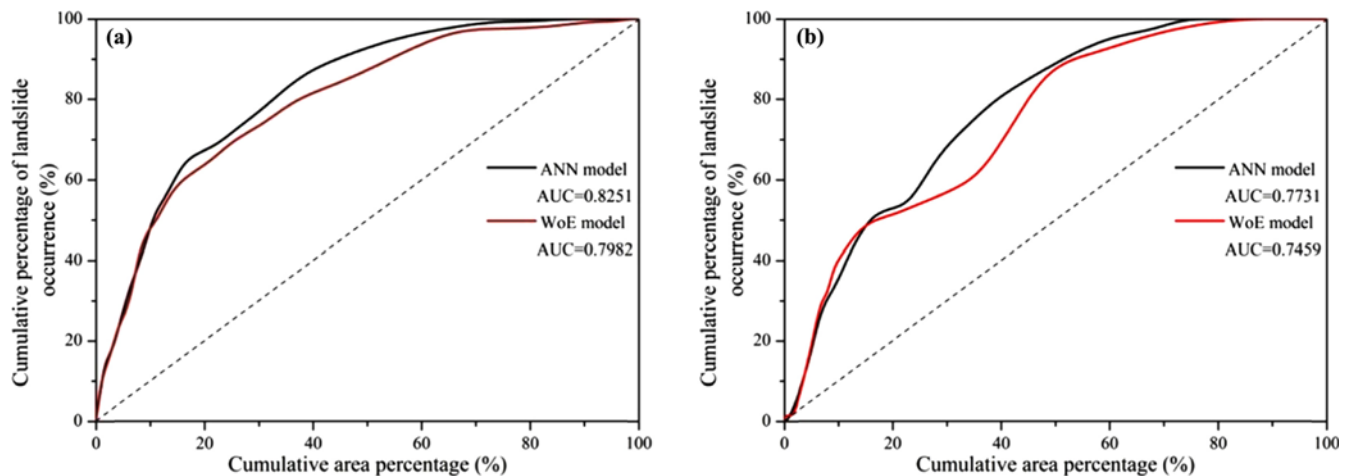 (a)
100
80
60
40
20
0
Cumulative percentage of landslide
occurrence (%)
ANN model
AUC=0.8251
WoE model
AUC=0.7982
0 20 40 60 80 100
Cumulative area percentage (%)
(b)
100
80
60
40
20
0
Cumulative percentage of landslide
occurrence (%)
ANN model
AUC=0.7731
WoE model
AUC=0.7459
0 20 40 60 80 100
Cumulative area percentage (%)